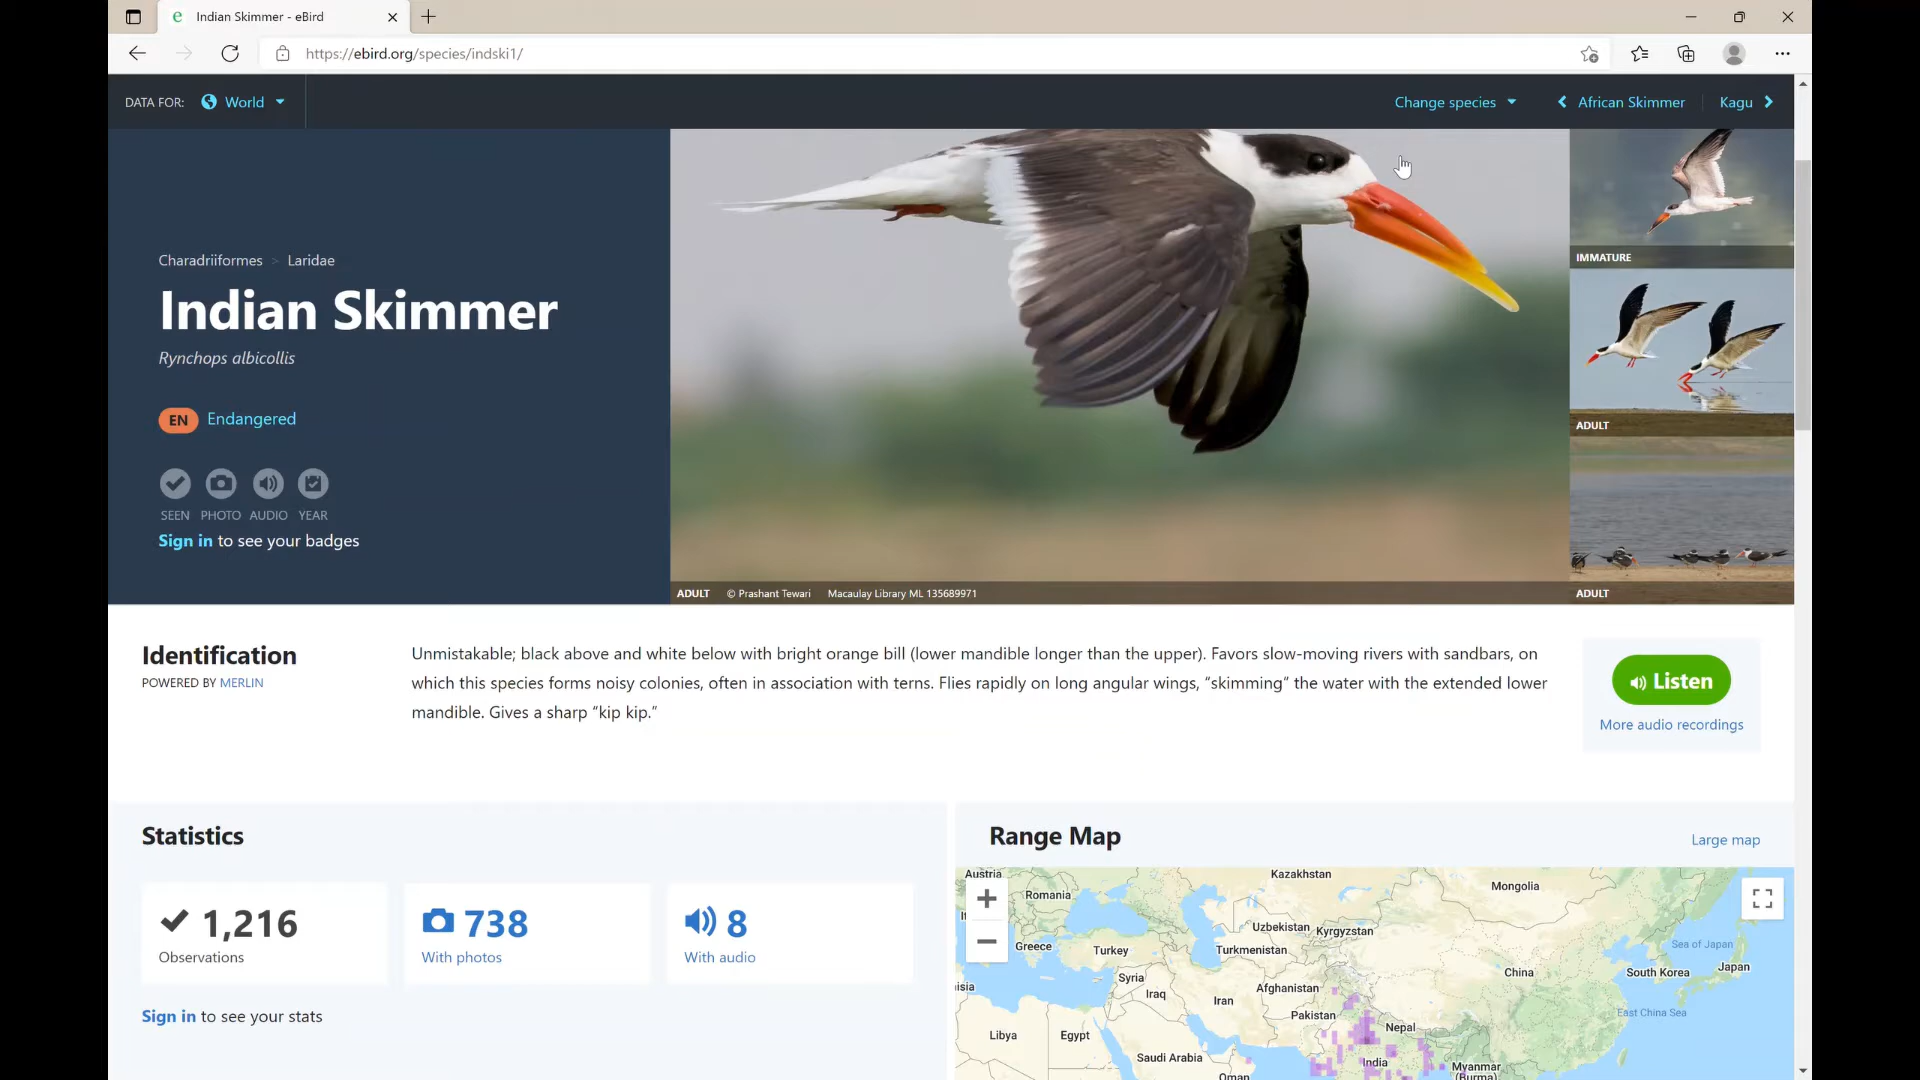 Indian Skimmer - eBird
https://ebird.org/species/indski1/
DATA FOR: World
Change species
African Skimmer
Kagu
Charadriiformes > Laridae
Indian Skimmer
Rynchops albicollis
EN Endangered
SEEN PHOTO AUDIO YEAR
Sign in to see your badges
ADULT © Prashant Tewari Macaulay Library ML 135689971
IMMATURE
ADULT
ADULT
Identification
POWERED BY MERLIN
Unmistakable; black above and white below with bright orange bill (lower mandible longer than the upper). Favors slow-moving rivers with sandbars, on
which this species forms noisy colonies, often in association with terns. Flies rapidly on long angular wings, “skimming” the water with the extended lower
mandible. Gives a sharp “kip kip.”
Listen
More audio recordings
Statistics
1,216
Observations
738
With photos
8
With audio
Sign in to see your stats
Range Map
Large map
Austria
Kazakhstan
Mongolia
Romania
Uzbekistan
Kyrgyzstan
Greece
Turkey
Turkmenistan
Sea of Japan
Syria
China
South Korea
Japan
Iraq
Iran
Afghanistan
Pakistan
East China Sea
Libya
Egypt
Nepal
Saudi Arabia
India
Myanmar
(Burma)
Oman